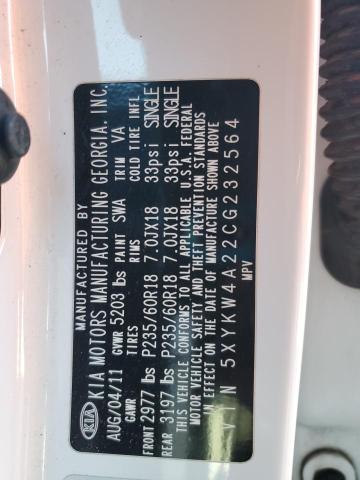 KIA
MANUFACTURED BY
KIA MOTORS MANUFACTURING GEORGIA, INC.
AUG/04/11 GVWR 5203 lbs PAINT SWA TRIM VA
GAWR TIRES RIMS COLD TIRE INFL
FRONT 2977 lbs P235/60R18 7.0JX18 33psi SINGLE
REAR 3197 lbs P235/60R18 7.0JX18 33psi SINGLE
THIS VEHICLE CONFORMS TO ALL APPLICABLE U.S.A. FEDERAL
MOTOR VEHICLE SAFETY AND THEFT PREVENTION STANDARDS
IN EFFECT ON THE DATE OF MANUFACTURE SHOWN ABOVE
VIN 5XYKW4A22CG232564
MPV